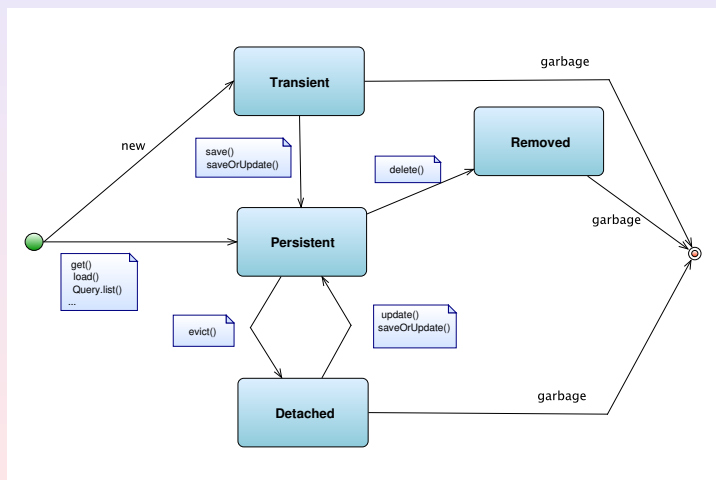 garbage
Transient
Removed
new
save()
saveOrUpdate()
delete()
garbage
Persistent
get()
load()
Query.list()
...
evict()
update()
saveOrUpdate()
garbage
Detached